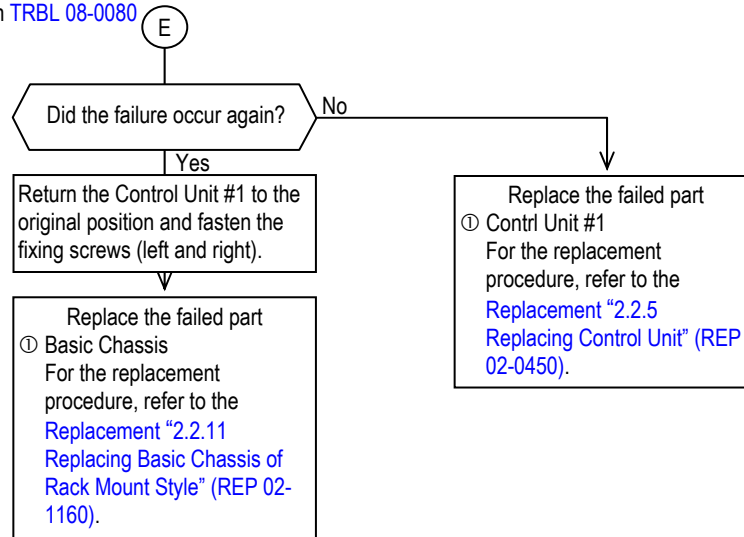 TRBL 08-0080
E
Did the failure occur again?
No
Yes
Return the Control Unit #1 to the
original position and fasten the
fixing screws (left and right).
Replace the failed part
① Basic Chassis
For the replacement
procedure, refer to the
Replacement “2.2.11
Replacing Basic Chassis of
Rack Mount Style” (REP 02-
1160).
Replace the failed part
① Contrl Unit #1
For the replacement
procedure, refer to the
Replacement “2.2.5
Replacing Control Unit” (REP
02-0450).